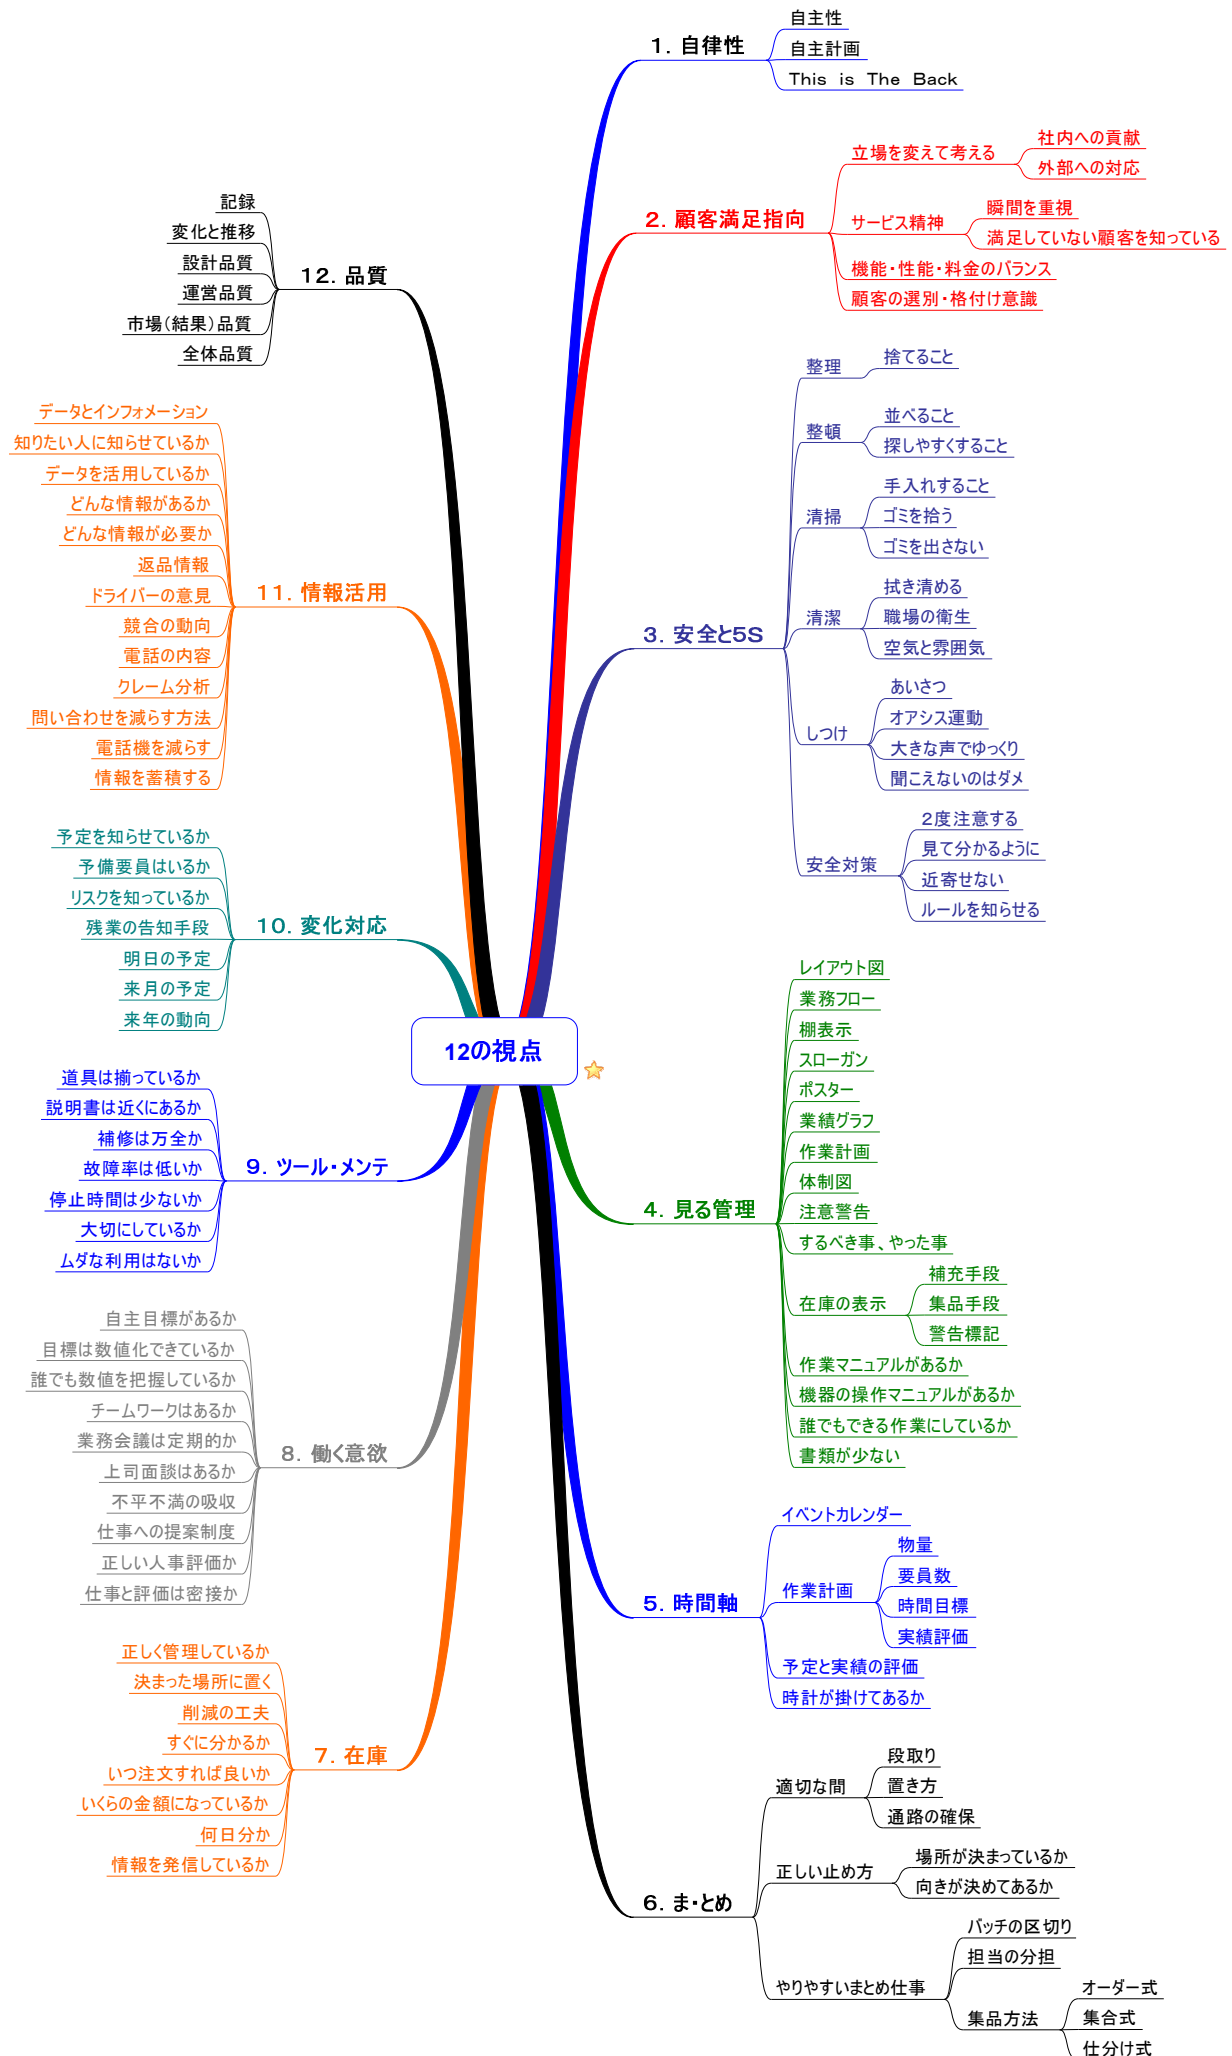 12の視点
1. 自律性
自主性
自主計画
This is The Back
2. 顧客満足指向
立場を変えて考える
社内への貢献
外部への対応
サービス精神
瞬間を重視
満足していない顧客を知っている
機能・性能・料金のバランス
顧客の選別・格付け意識
3. 安全と5S
整理
捨てること
整頓
並べること
探しやすくすること
清掃
手入れすること
ゴミを拾う
ゴミを出さない
清潔
拭き清める
職場の衛生
空気と雰囲気
しつけ
あいさつ
オアシス運動
大きな声でゆっくり
聞こえないのはダメ
安全対策
2度注意する
見て分かるように
近寄せない
ルールを知らせる
4. 見る管理
レイアウト図
業務フロー
棚表示
スローガン
ポスター
業績グラフ
作業計画
体制図
注意警告
するべき事、やった事
在庫の表示
補充手段
集品手段
警告標記
作業マニュアルがあるか
機器の操作マニュアルがあるか
誰でもできる作業にしているか
書類が少ない
5. 時間軸
イベントカレンダー
作業計画
物量
要員数
時間目標
実績評価
予定と実績の評価
時計が掛けてあるか
6. ま・とめ
適切な間
段取り
置き方
通路の確保
正しい止め方
場所が決まっているか
向きが決めてあるか
やりやすいまとめ仕事
バッチの区切り
担当の分担
集品方法
オーダー式
集合式
仕分け式
7. 在庫
正しく管理しているか
決まった場所に置く
削減の工夫
すぐに分かるか
いつ注文すれば良いか
いくらの金額になっているか
何日分か
情報を発信しているか
8. 働く意欲
自主目標があるか
目標は数値化できているか
誰でも数値を把握しているか
チームワークはあるか
業務会議は定期的か
上司面談はあるか
不平不満の吸収
仕事への提案制度
正しい人事評価か
仕事と評価は密接か
9. ツール・メンテ
道具は揃っているか
説明書は近くにあるか
補修は万全か
故障率は低いか
停止時間は少ないか
大切にしているか
ムダな利用はないか
10. 変化対応
予定を知らせているか
予備要員はいるか
リスクを知っているか
残業の告知手段
明日の予定
来月の予定
来年の動向
11. 情報活用
データとインフォメーション
知りたい人に知らせているか
データを活用しているか
どんな情報があるか
どんな情報が必要か
返品情報
ドライバーの意見
競合の動向
電話の内容
クレーム分析
問い合わせを減らす方法
電話機を減らす
情報を蓄積する
12. 品質
記録
変化と推移
設計品質
運営品質
市場(結果)品質
全体品質